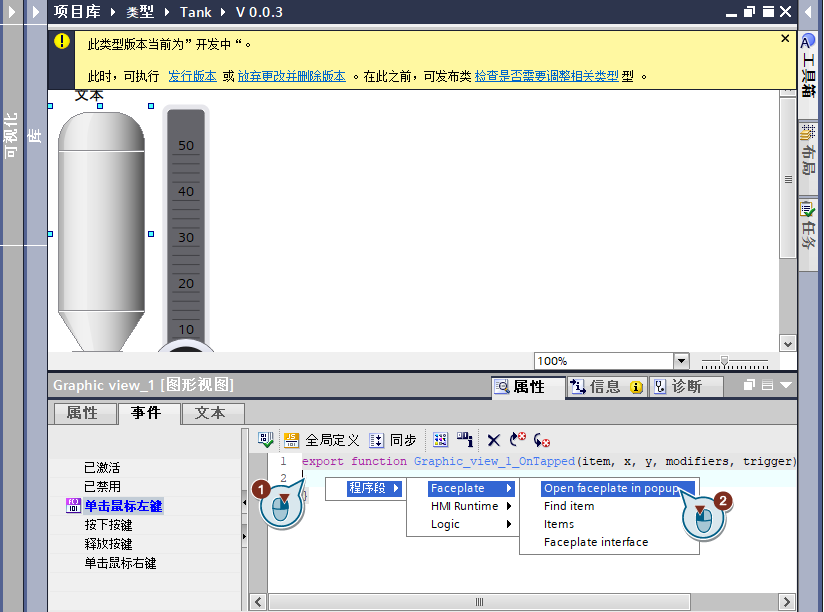 项目库 ▸ 类型 ▸ Tank ▸ V 0.0.3
此类型版本当前为”开发中“。
此时，可执行 发行版本 或放弃更改并删除版本 。在此之前，可发布类 检查是否需要调整相关类型 型 。
可视化
库
文本
50
40
30
20
10
工具箱
布局
任务
100%
Graphic view_1 [图形视图]
属性
信息
诊断
属性
事件
文本
全局定义
同步
已激活
已禁用
单击鼠标左键
按下按键
释放按键
单击鼠标右键
1 export function Graphic_view_1_OnTapped(item, x, y, modifiers, trigger)
2
}
1
程序段
Faceplate
HMI Runtime
Logic
Open faceplate in popup
Find item
Items
Faceplate interface
2